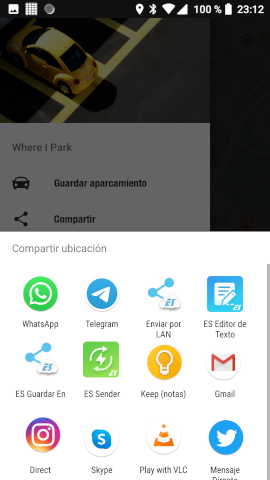 100 % 23:12
Where I Park
Guardar aparcamiento
Compartir
Compartir ubicación
WhatsApp Telegram Enviar por LAN ES Editor de Texto
ES Guardar En ES Sender Keep (notas) Gmail
Direct Skype Play with VLC Mensaje Directo